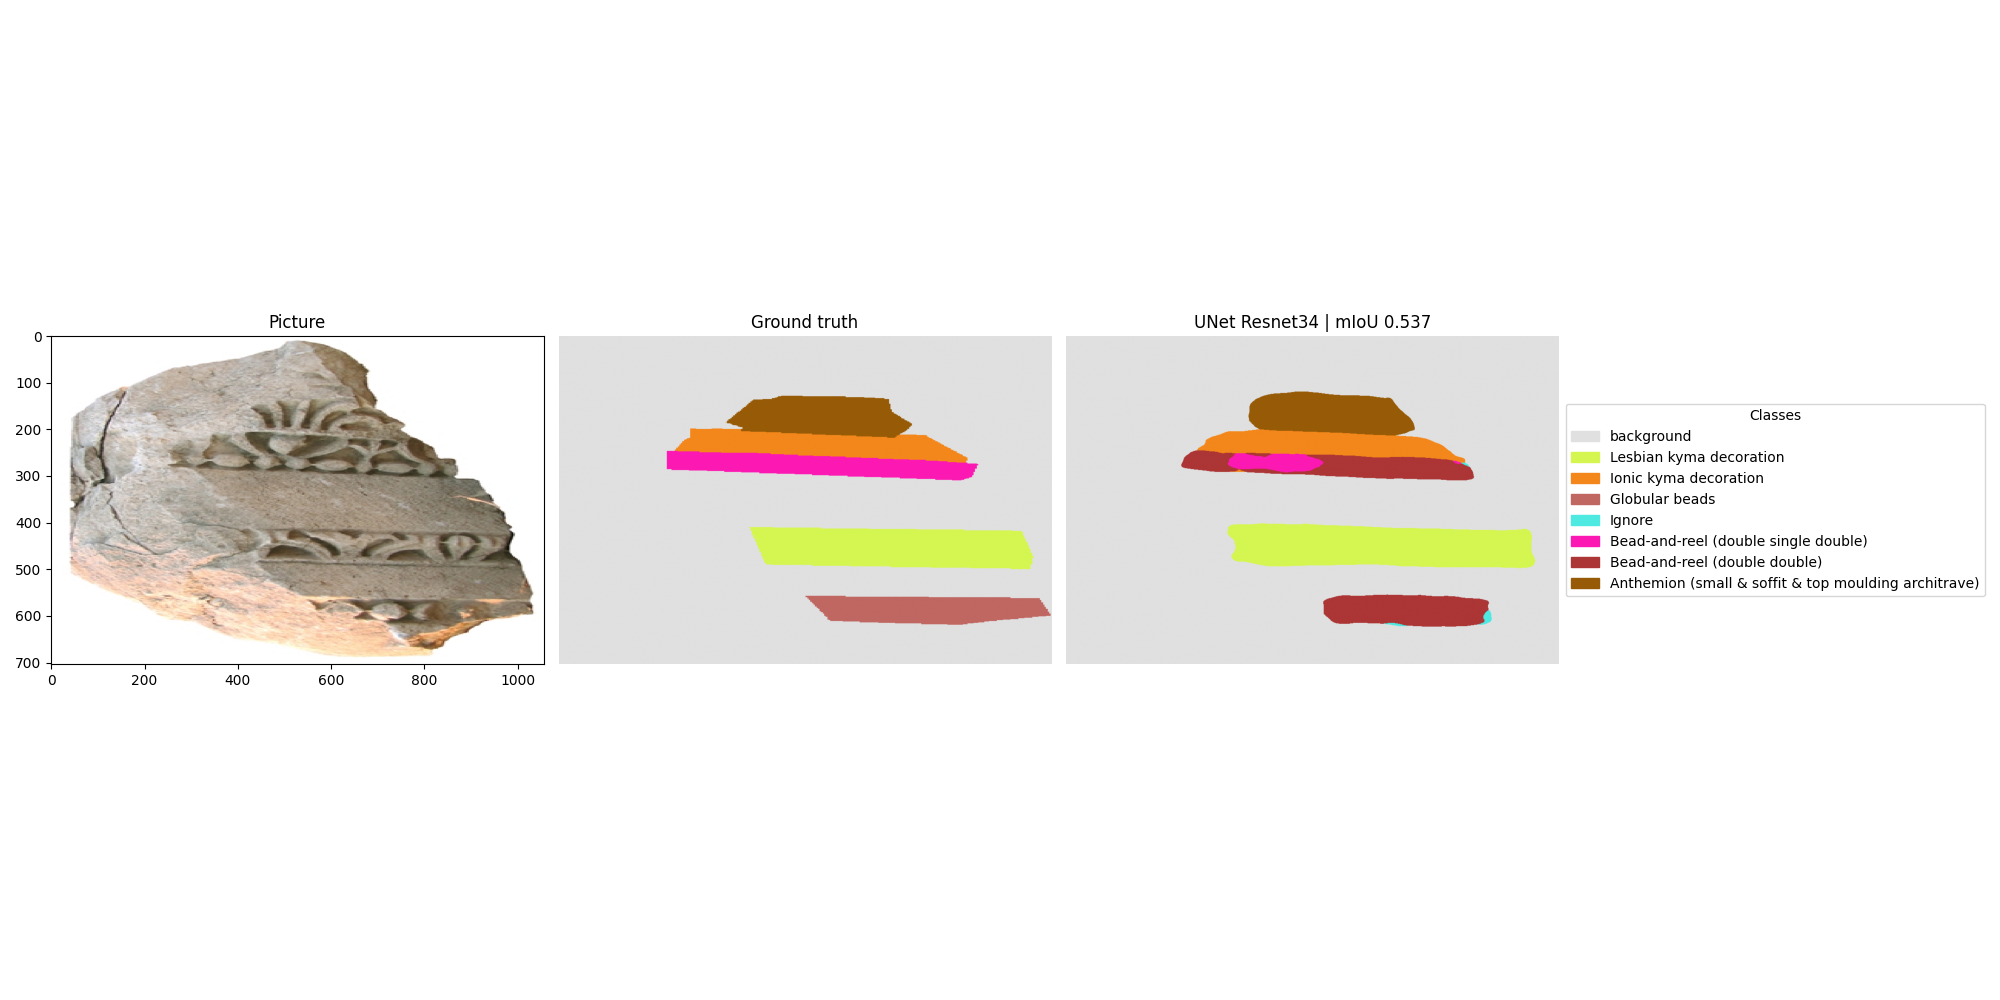 Picture
Ground truth
UNet Resnet34 | mIoU 0.537
0
100
200
300
400
500
600
700
0
200
400
600
800
1000
Classes
background
Lesbian kyma decoration
Ionic kyma decoration
Globular beads
Ignore
Bead-and-reel (double single double)
Bead-and-reel (double double)
Anthemion (small & soffit & top moulding architrave)